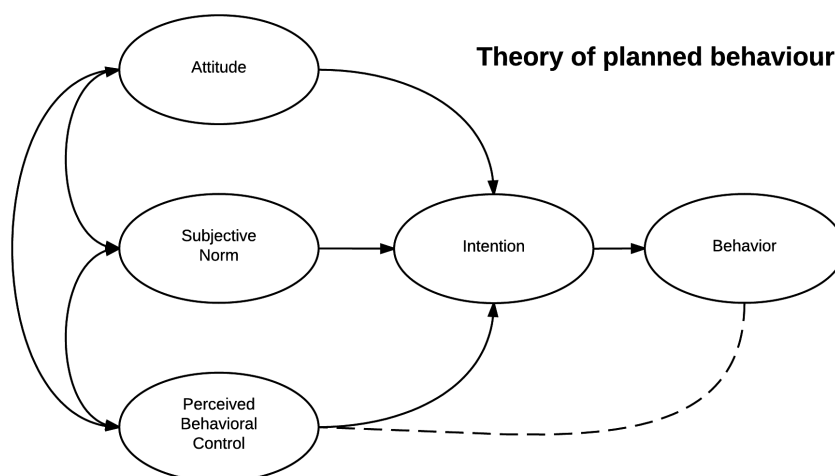 Theory of planned behaviour
Attitude
Subjective
Norm
Intention
Behavior
Perceived
Behavioral
Control